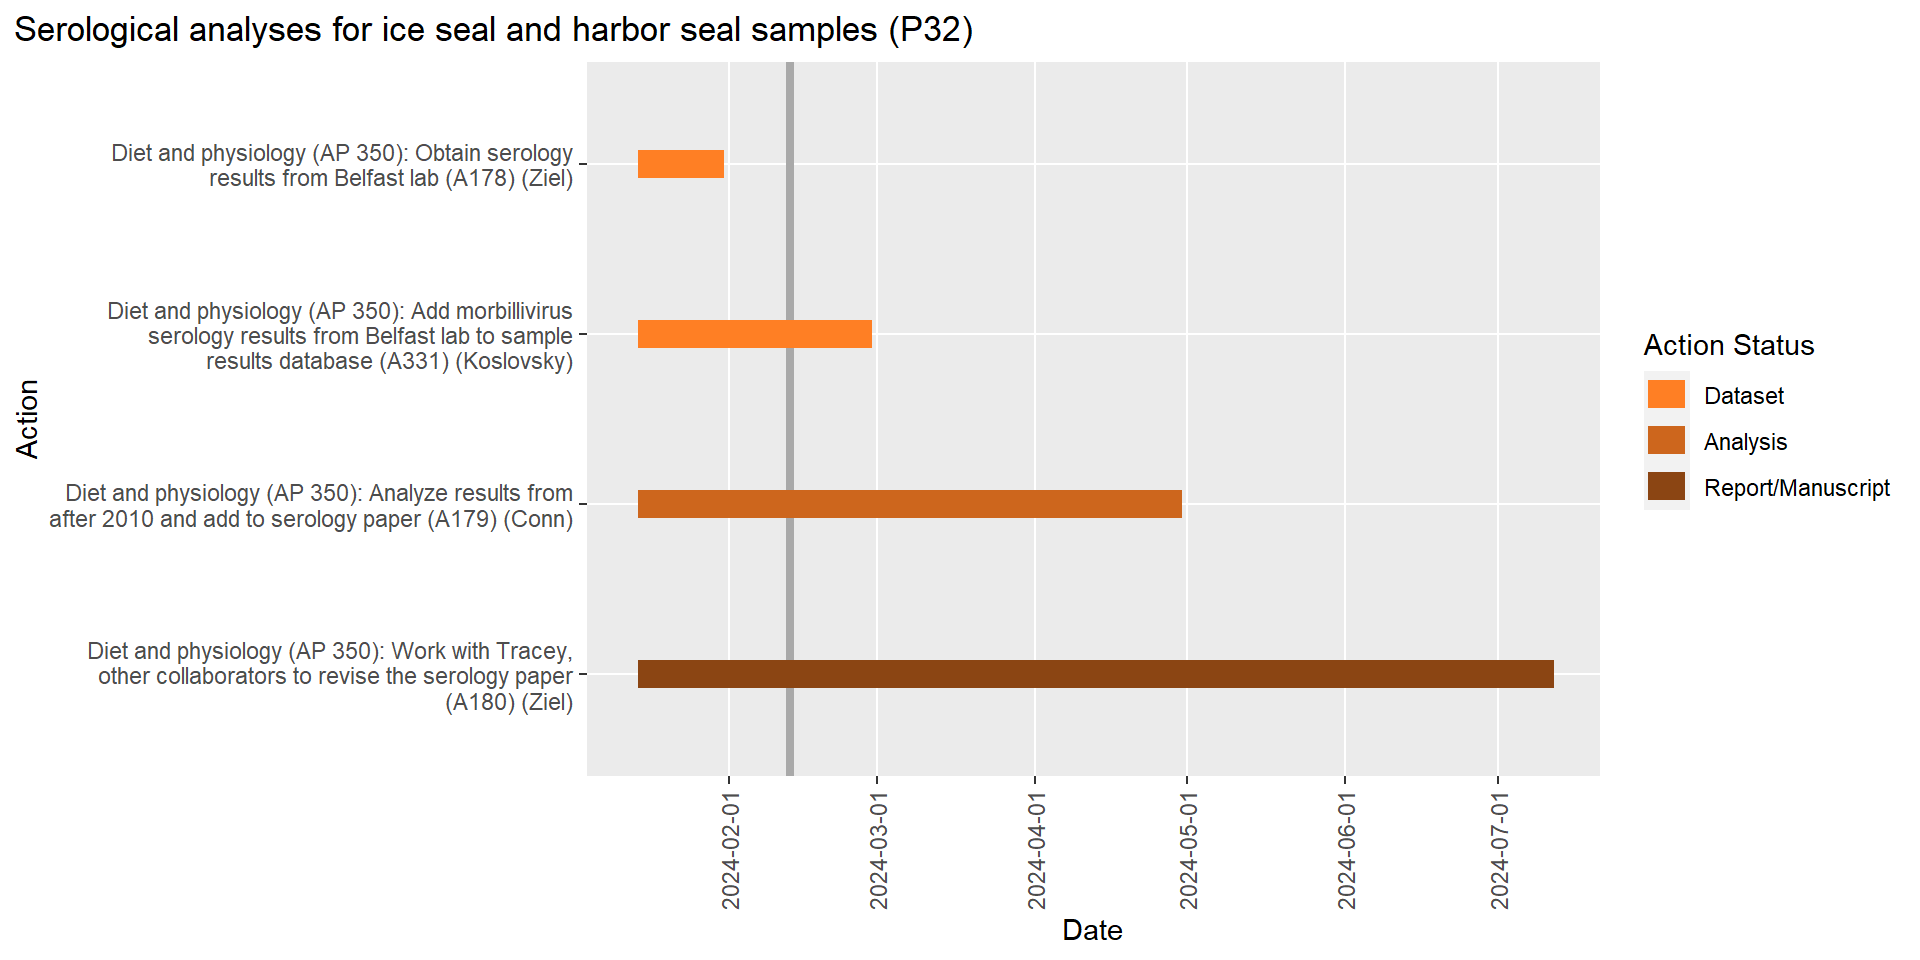 Serological analyses for ice seal and harbor seal samples (P32)
Diet and physiology (AP 350): Obtain serology
results from Belfast lab (A178) (Ziel)
Diet and physiology (AP 350): Add morbillivirus
serology results from Belfast lab to sample
results database (A331) (Koslovsky)
Diet and physiology (AP 350): Analyze results from
after 2010 and add to serology paper (A179) (Conn)
Diet and physiology (AP 350): Work with Tracey,
other collaborators to revise the serology paper
(A180) (Ziel)
Action
2024-02-01
2024-03-01
2024-04-01
2024-05-01
2024-06-01
2024-07-01
Date
Action Status
Dataset
Analysis
Report/Manuscript